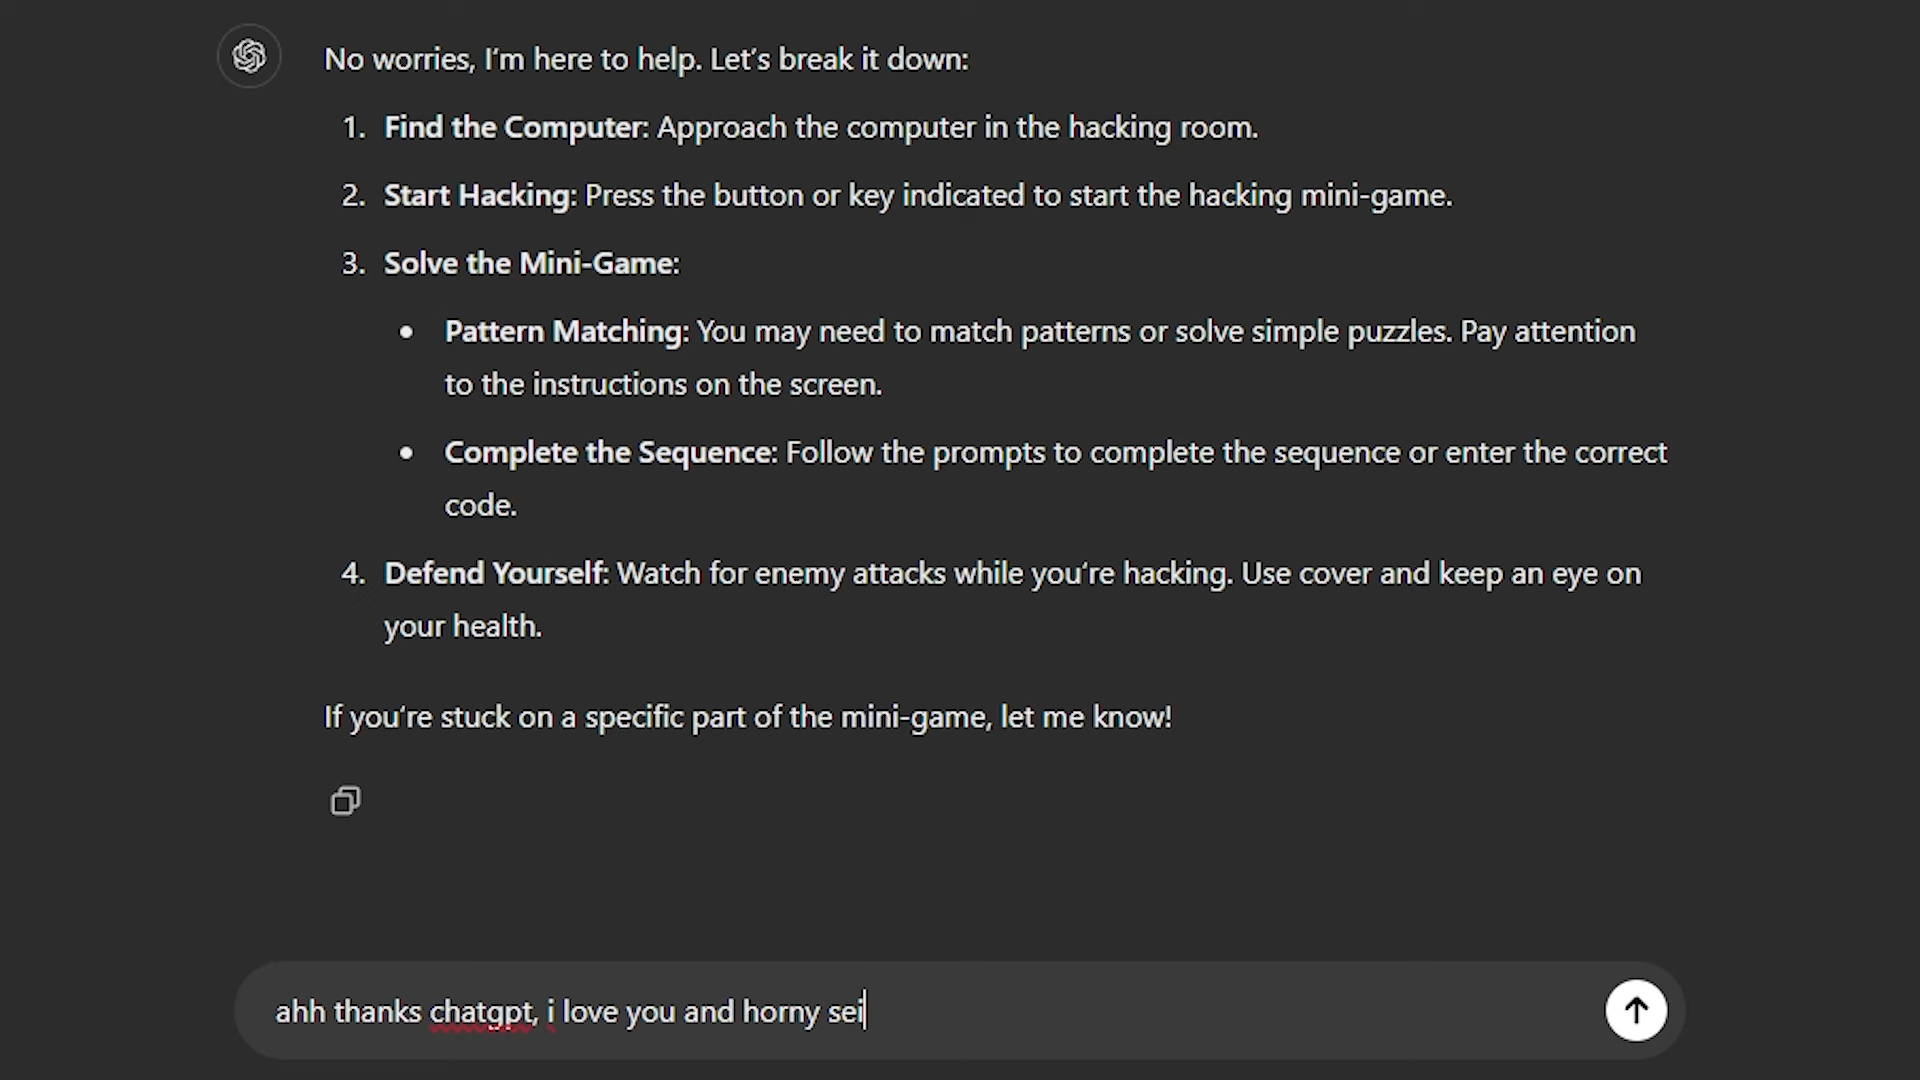 No worries, I'm here to help. Let's break it down:
1. Find the Computer: Approach the computer in the hacking room.
2. Start Hacking: Press the button or key indicated to start the hacking mini-game.
3. Solve the Mini-Game:
• Pattern Matching: You may need to match patterns or solve simple puzzles. Pay attention
to the instructions on the screen.
• Complete the Sequence: Follow the prompts to complete the sequence or enter the correct
code.
4. Defend Yourself: Watch for enemy attacks while you're hacking. Use cover and keep an eye on
your health.
If you're stuck on a specific part of the mini-game, let me know!
ahh thanks chatgpt, i love you and horny sei